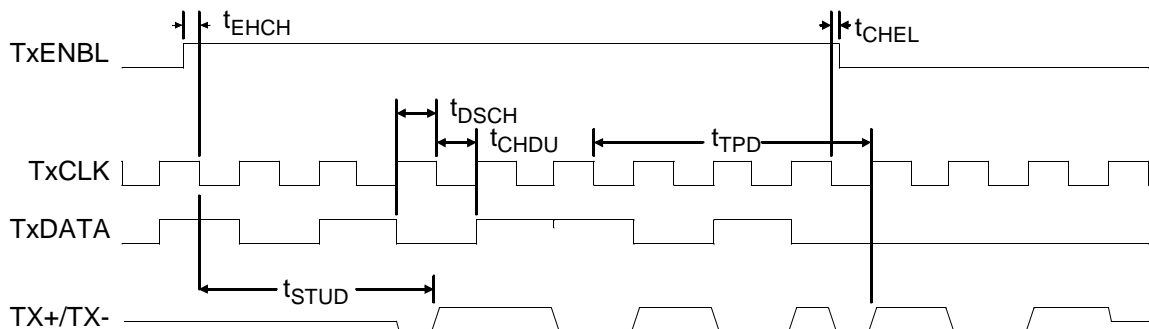 tEHCH
tCHEL
TxENBL
tDSCH
tCHDU
tTPD
TxCLK
TxDATA
tSTUD
TX+/TX-